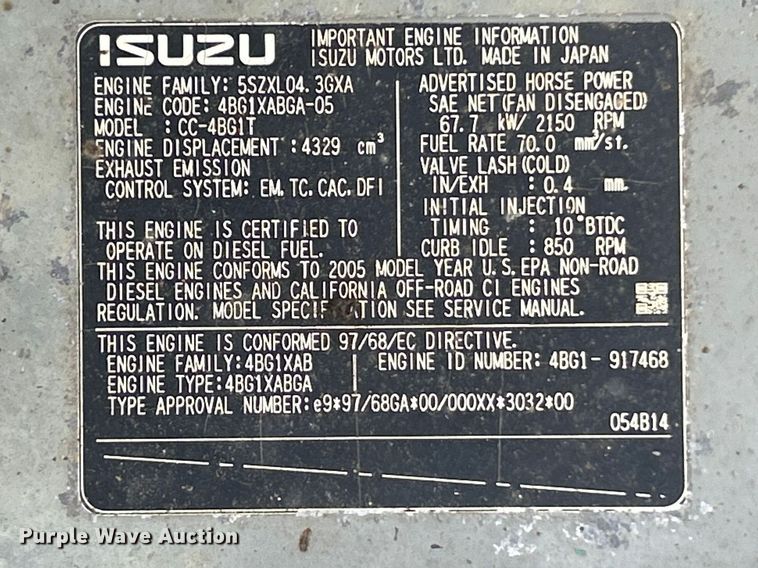 ISUZU
IMPORTANT ENGINE INFORMATION
ISUZU MOTORS LTD. MADE IN JAPAN
ENGINE FAMILY: 5SZXL04.3GXA
ENGINE CODE: 4BG1XABGA-05
MODEL : CC-4BG1T
ENGINE DISPLACEMENT:4329 cm³
EXHAUST EMISSION
CONTROL SYSTEM: EM, TC, CAC, DFI
THIS ENGINE IS CERTIFIED TO
OPERATE ON DIESEL FUEL.
ADVERTISED HORSE POWER
SAE NET(FAN DISENGAGED)
67.7 kW/ 2150 RPM
FUEL RATE 70.0 mm³/st.
VALVE LASH(COLD)
IN/EXH : 0.4 mm.
INITIAL INJECTION
TIMING : 10°BTDC
CURB IDLE : 850 RPM
THIS ENGINE CONFORMS TO 2005 MODEL YEAR U.S.EPA NON-ROAD
DIESEL ENGINES AND CALIFORNIA OFF-ROAD CI ENGINES
REGULATION. MODEL SPECIFICATION SEE SERVICE MANUAL.
THIS ENGINE IS CONFORMED 97/68/EC DIRECTIVE.
ENGINE FAMILY:4BG1XAB
ENGINE ID NUMBER: 4BG1- 917468
ENGINE TYPE:4BG1XABGA
TYPE APPROVAL NUMBER:e9*97/68GA*00/000XX*3032*00
054B14
Purple Wave Auction